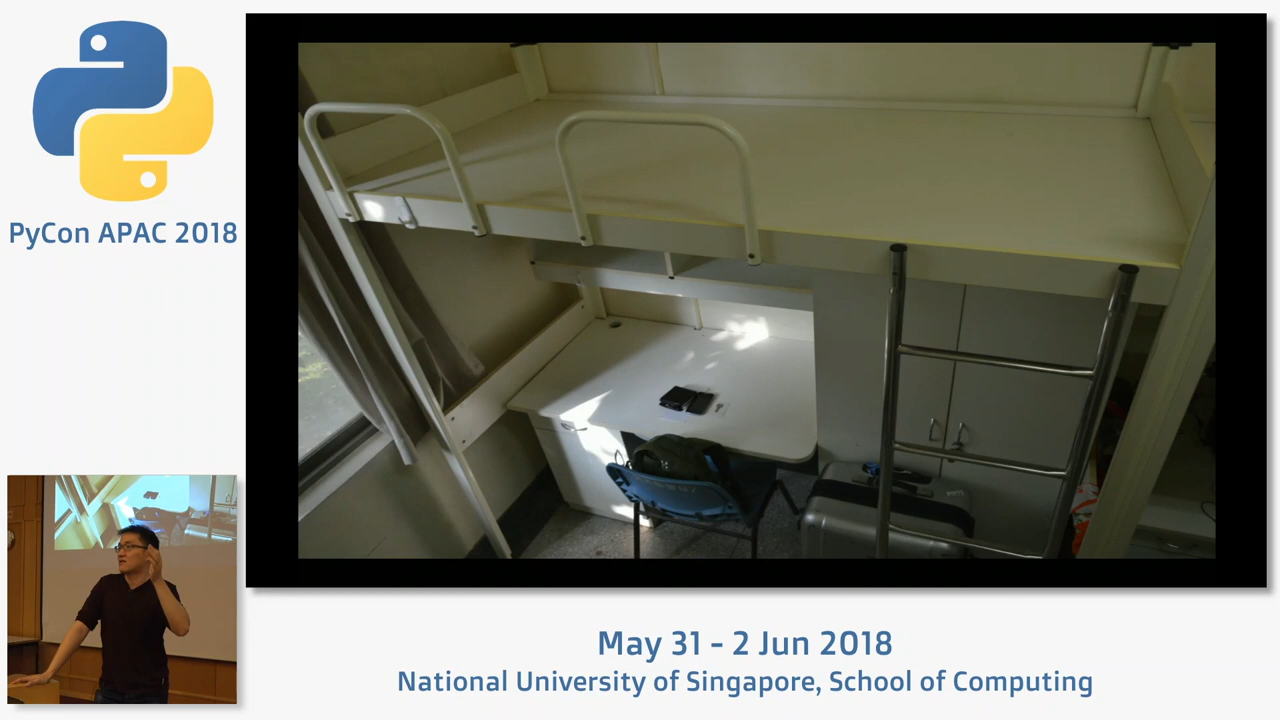 PyCon APAC 2018
May 31 - 2 Jun 2018
National University of Singapore, School of Computing